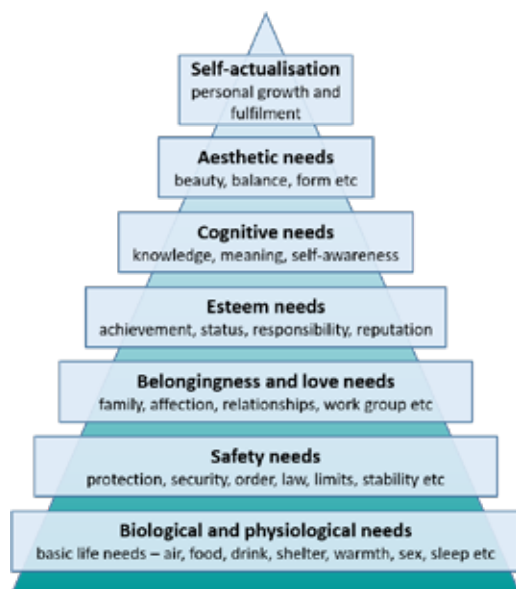 Self-actualisation
personal growth and
fulfilment
Aesthetic needs
beauty, balance, form etc
Cognitive needs
knowledge, meaning, self-awareness
Esteem needs
achievement, status, responsibility, reputation
Belongingness and love needs
family, affection, relationships, work group etc
Safety needs
protection, security, order, law, limits, stability etc
Biological and physiological needs
basic life needs – air, food, drink, shelter, warmth, sex, sleep etc